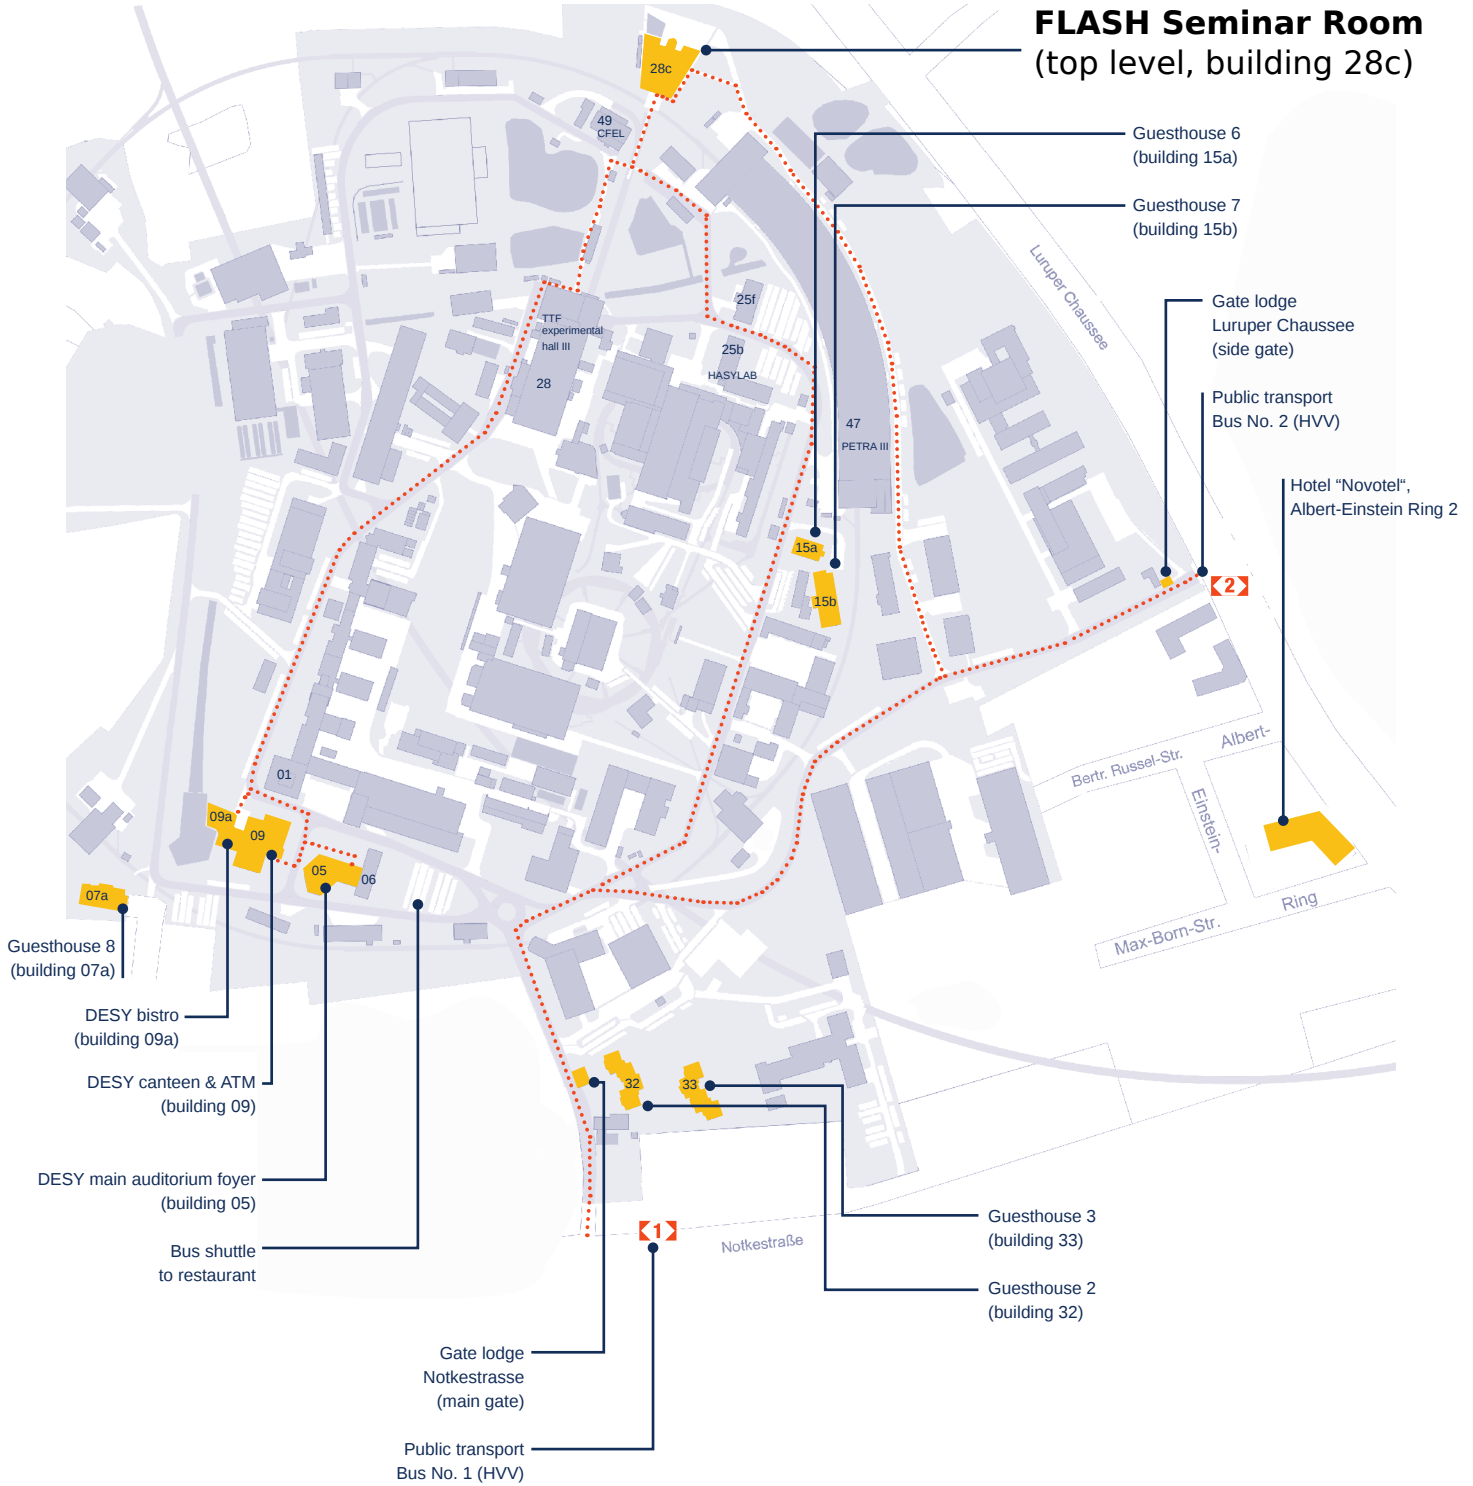 FLASH Seminar Room
(top level, building 28c)
28c
49
CFEL
Guesthouse 6
(building 15a)
Guesthouse 7
(building 15b)
Luruper Chaussee
Gate lodge
Luruper Chaussee
(side gate)
25f
TTF
experimental
hall III
25b
HASYLAB
28
Public transport
Bus No. 2 (HVV)
47
PETRA III
Hotel “Novotel“,
Albert-Einstein Ring 2
15a
15b
2
Albert-
Bertr. Russel-Str.
Einstein-
Ring
Max-Born-Str.
01
09a
09
05
06
07a
Guesthouse 8
(building 07a)
DESY bistro
(building 09a)
DESY canteen & ATM
(building 09)
32
33
DESY main auditorium foyer
(building 05)
Bus shuttle
to restaurant
1
Notkestraße
Guesthouse 3
(building 33)
Guesthouse 2
(building 32)
Gate lodge
Notkestrasse
(main gate)
Public transport
Bus No. 1 (HVV)